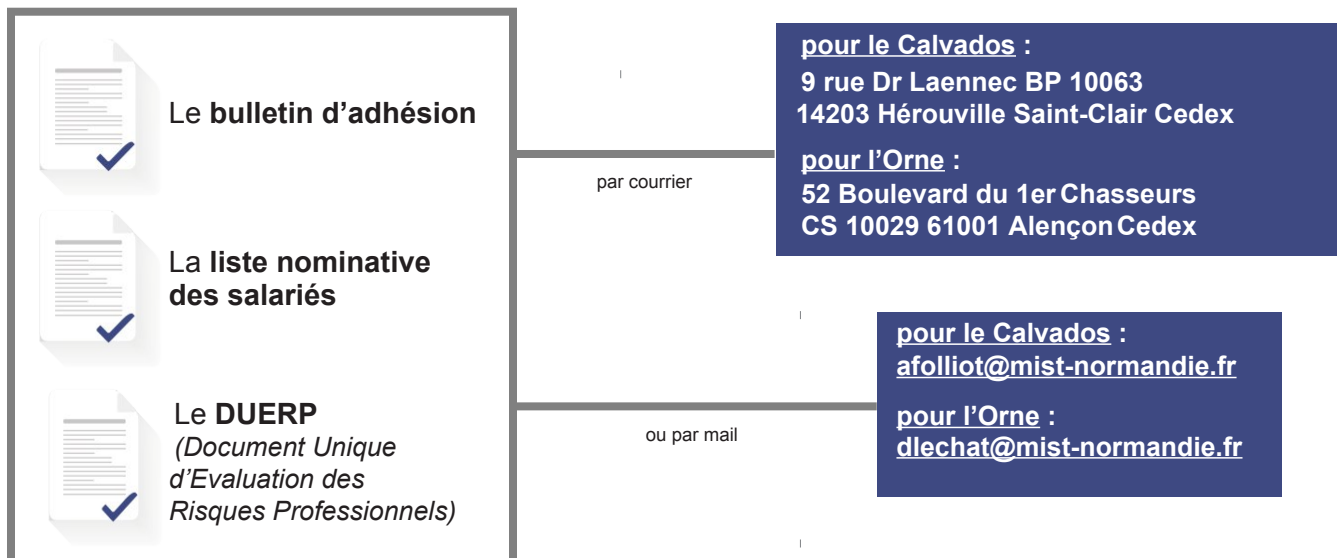 Le bulletin d’adhésion
La liste nominative
des salariés
Le DUERP
(Document Unique
d’Evaluation des
Risques Professionnels)
par courrier
pour le Calvados :
9 rue Dr Laennec BP 10063
14203 Hérouville Saint-Clair Cedex
pour l’Orne :
52 Boulevard du 1er Chasseurs
CS 10029 61001 Alençon Cedex
ou par mail
pour le Calvados :
afolliot@mist-normandie.fr
pour l’Orne :
dlechat@mist-normandie.fr